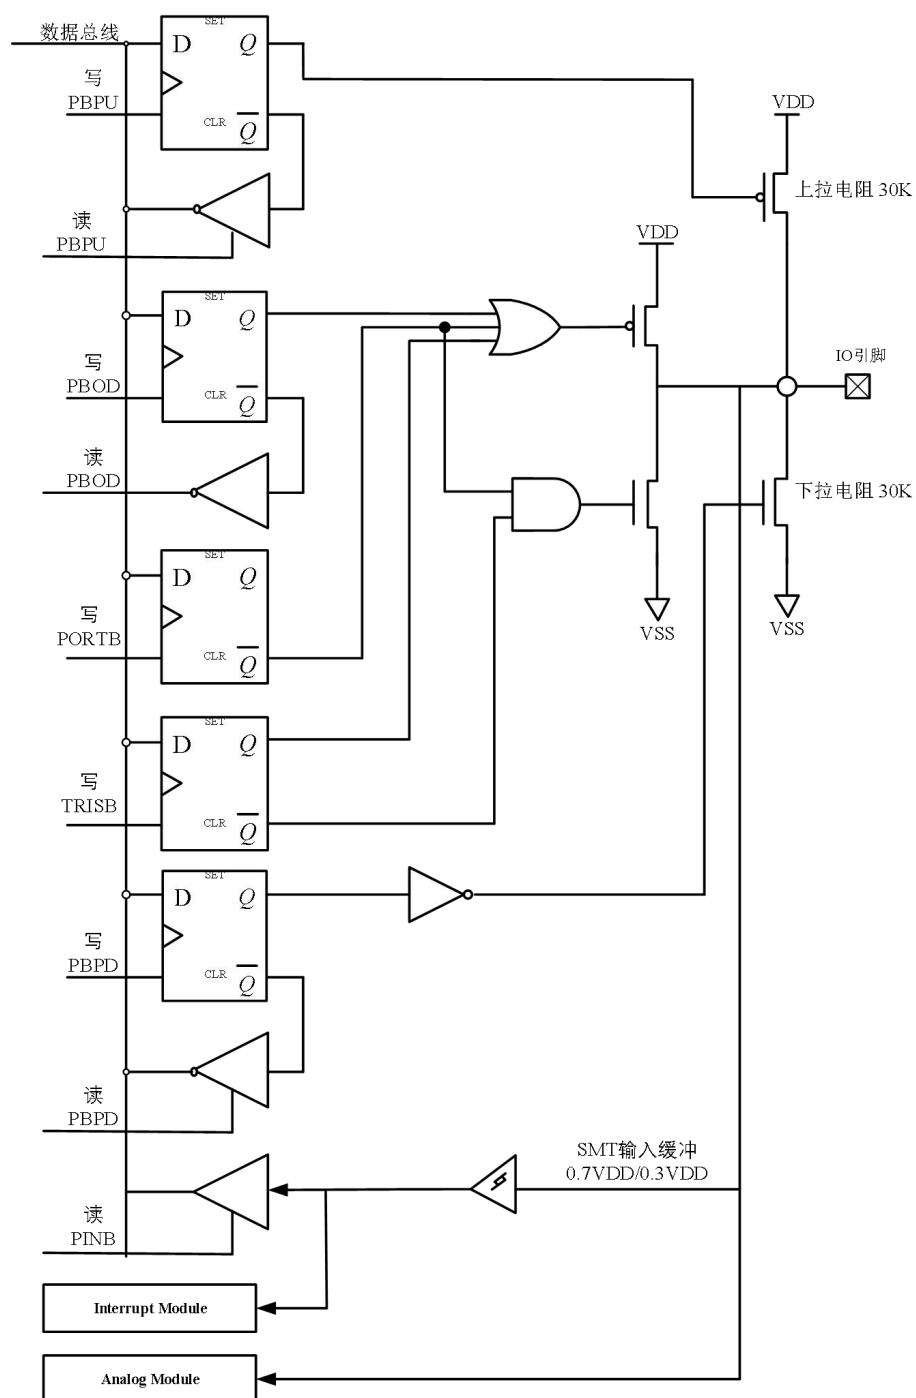 数据总线
SET
D
Q
写
PBPU
CLR
Q
读
PBPU
VDD
上拉电阻 30K
VDD
SET
D
Q
写
PBOD
CLR
Q
IO引脚
读
PBOD
下拉电阻 30K
SET
D
Q
写
PORTB
CLR
Q
VSS
VSS
SET
D
Q
写
TRISB
CLR
Q
SET
D
Q
写
PBPD
CLR
Q
读
PBPD
SMT输入缓冲
0.7VDD/0.3VDD
读
PINB
Interrupt Module
Analog Module